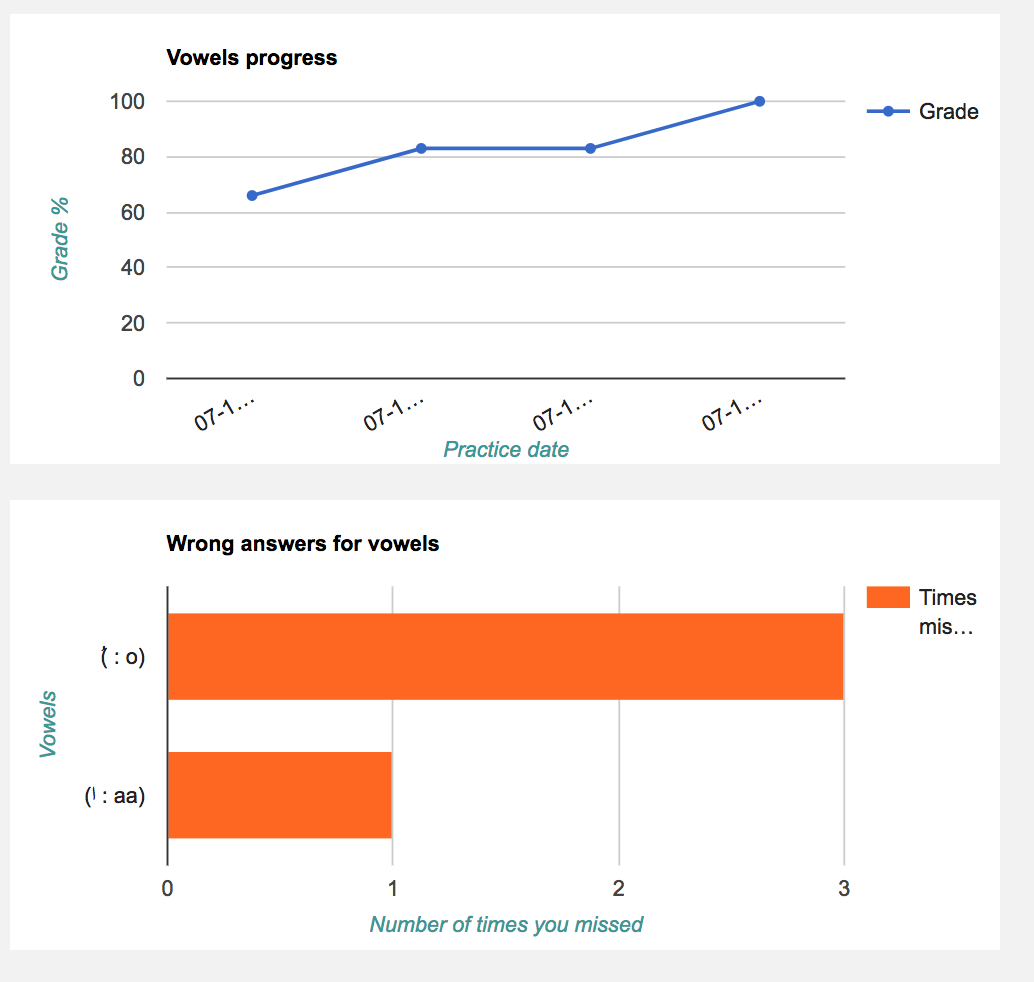 Vowels progress
100
80
60
40
20
0
Grade %
Grade
07-1…
07-1…
07-1…
07-1…
Practice date
Wrong answers for vowels
Times
mis…
Vowels
( ُ : o)
(ا : aa)
0
1
2
3
Number of times you missed